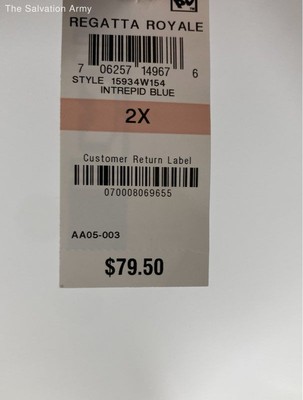 The Salvation Army
REGATTA ROYALE
7 06257 14967 6
STYLE 15934W154
INTREPID BLUE
2X
Customer Return Label
070008069655
AA05-003
$79.50